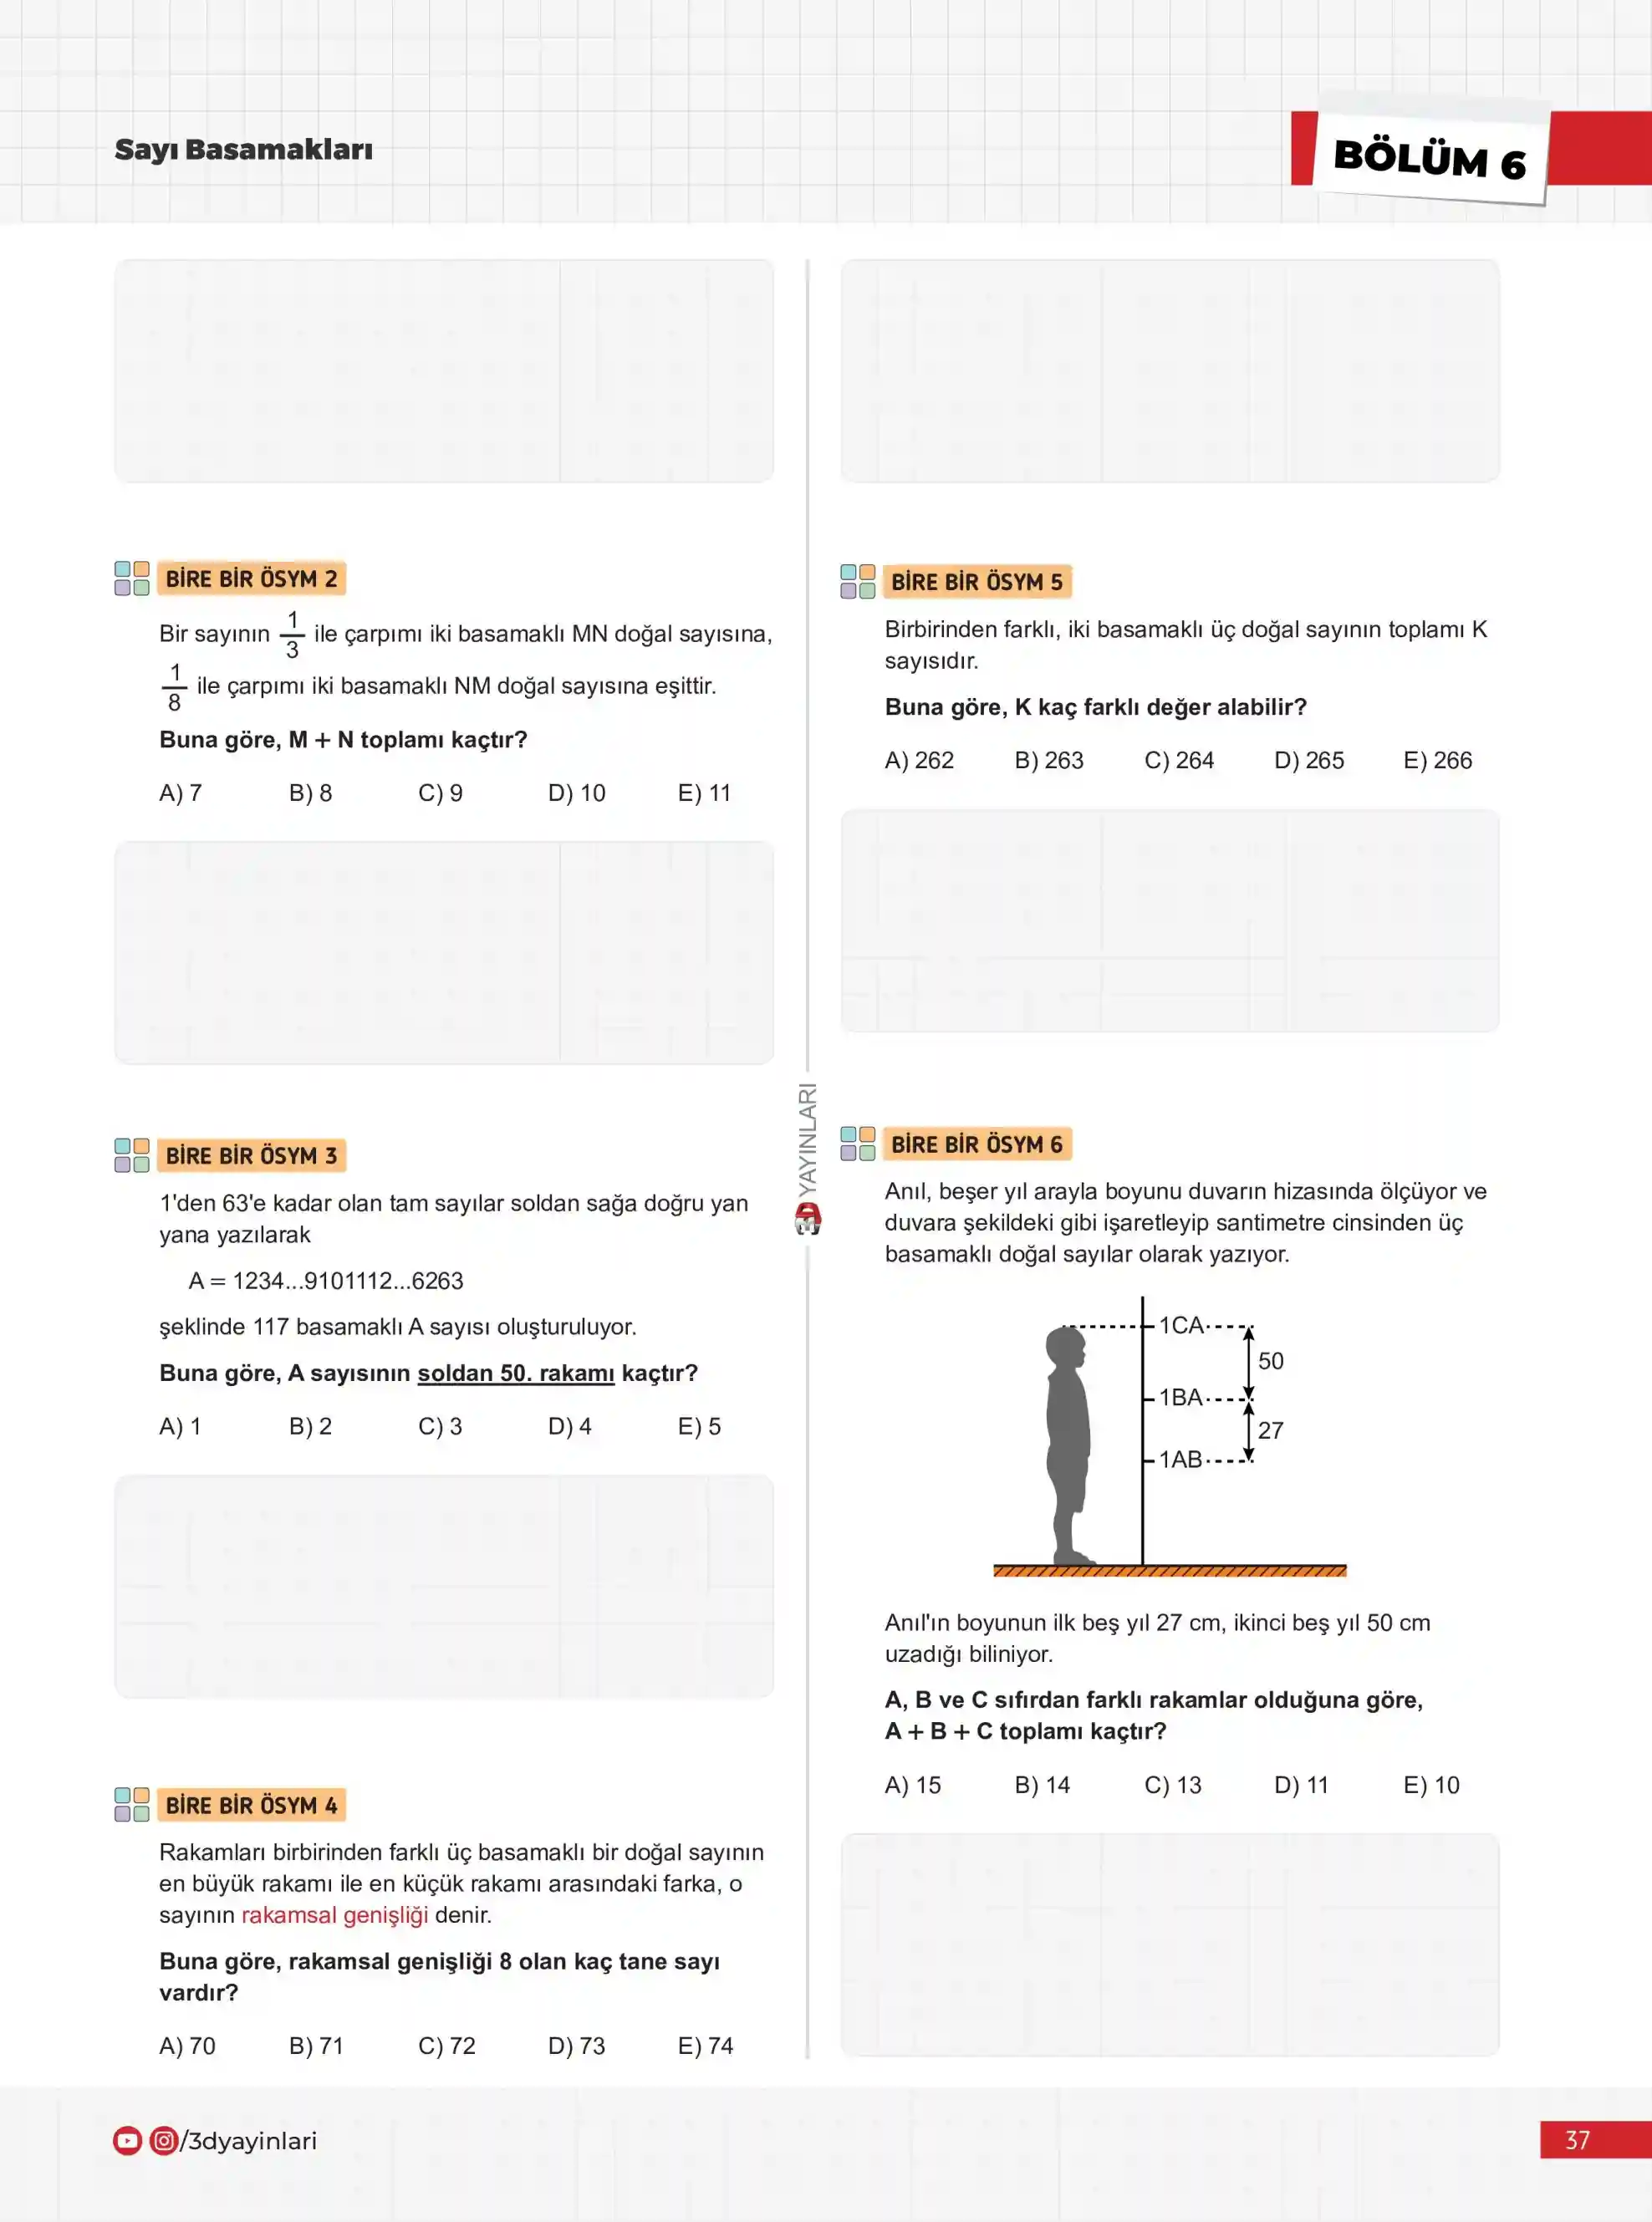 Sayı Basamakları
BÖLÜM 6
BİRE BİR ÖSYM 2
Bir sayının 1/3 ile çarpımı iki basamaklı MN doğal sayısına,
1/8 ile çarpımı iki basamaklı NM doğal sayısına eşittir.
Buna göre, M + N toplamı kaçtır?
A) 7 B) 8 C) 9 D) 10 E) 11
BİRE BİR ÖSYM 3
1'den 63'e kadar olan tam sayılar soldan sağa doğru yan
yana yazılarak
A = 1234...9101112...6263
şeklinde 117 basamaklı A sayısı oluşturuluyor.
Buna göre, A sayısının soldan 50. rakamı kaçtır?
A) 1 B) 2 C) 3 D) 4 E) 5
BİRE BİR ÖSYM 4
Rakamları birbirinden farklı üç basamaklı bir doğal sayının
en büyük rakamı ile en küçük rakamı arasındaki farka, o
sayının rakamsal genişliği denir.
Buna göre, rakamsal genişliği 8 olan kaç tane sayı
vardır?
A) 70 B) 71 C) 72 D) 73 E) 74
YAYINLARI
BİRE BİR ÖSYM 5
Birbirinden farklı, iki basamaklı üç doğal sayının toplamı K
sayısıdır.
Buna göre, K kaç farklı değer alabilir?
A) 262 B) 263 C) 264 D) 265 E) 266
BİRE BİR ÖSYM 6
Anıl, beşer yıl arayla boyunu duvarın hizasında ölçüyor ve
duvara şekildeki gibi işaretleyip santimetre cinsinden üç
basamaklı doğal sayılar olarak yazıyor.
1CA
50
1BA
27
1AB
Anıl'ın boyunun ilk beş yıl 27 cm, ikinci beş yıl 50 cm
uzadığı biliniyor.
A, B ve C sıfırdan farklı rakamlar olduğuna göre,
A + B + C toplamı kaçtır?
A) 15 B) 14 C) 13 D) 11 E) 10
/3dyayinlari
37